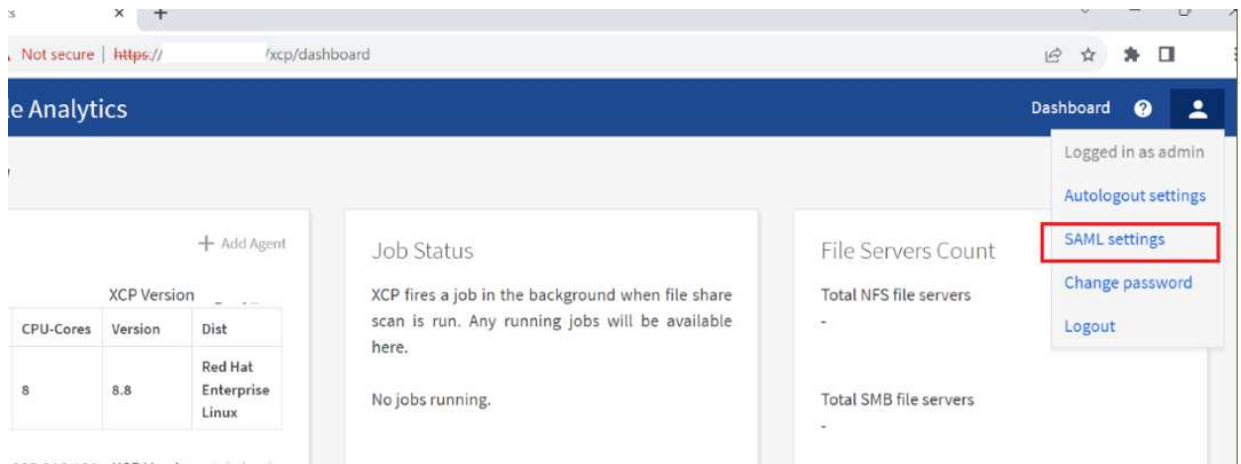 Not secure | https:// /xcp/dashboard
le Analytics
Dashboard
Logged in as admin
Autologout settings
SAML settings
Change password
Logout
+ Add Agent
XCP Version
CPU-Cores Version Dist
8 8.8 Red Hat
Enterprise
Linux
Job Status
XCP fires a job in the background when file share
scan is run. Any running jobs will be available
here.
No jobs running.
File Servers Count
Total NFS file servers
-
Total SMB file servers
-